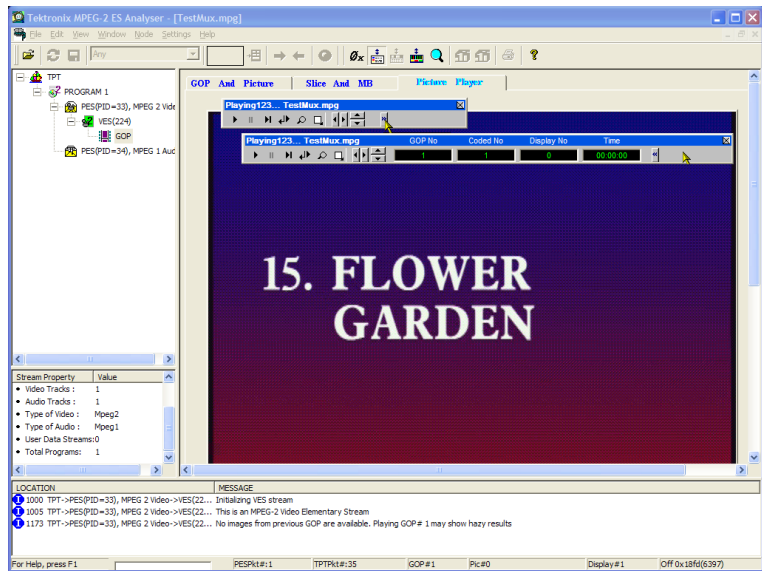 Tektronix MPEG-2 ES Analyser - [TestMux.mpg]
File Edit View Window Node Settings Help
Any
TPT
PROGRAM 1
PES(PID=33), MPEG 2 Vide
VES(224)
GOP
PES(PID=34), MPEG 1 Auc
GOP And Picture Slice And MB Picture Player
Playing123... TestMux.mpg
Playing123... TestMux.mpg GOP No Coded No Display No Time
1 1 0 00:00:00
15. FLOWER
GARDEN
Stream Property Value
Video Tracks : 1
Audio Tracks : 1
Type of Video : Mpeg2
Type of Audio : Mpeg1
User Data Streams:0
Total Programs: 1
LOCATION MESSAGE
1000 TPT->PES(PID=33), MPEG 2 Video->VES(22... Initializing VES stream
1005 TPT->PES(PID=33), MPEG 2 Video->VES(22... This is an MPEG-2 Video Elementary Stream
1173 TPT->PES(PID=33), MPEG 2 Video->VES(22... No images from previous GOP are available. Playing GOP# 1 may show hazy results
For Help, press F1 PESPkt#:1 TPTPkt#:35 GOP#1 Pic#0 Display#1 Off 0x18fd(6397)